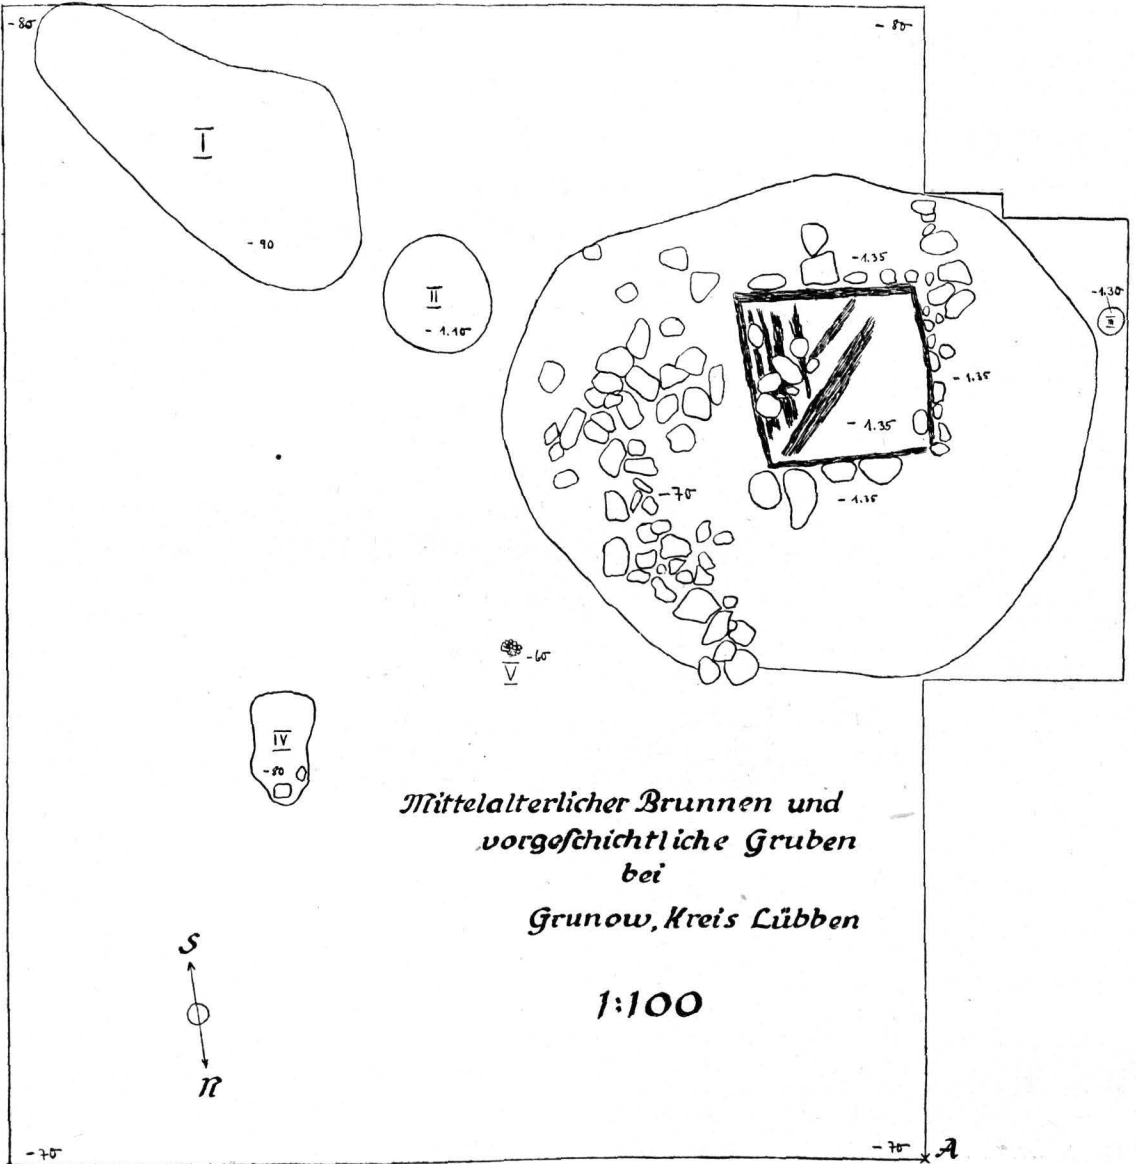 -80
-80
I
-90
II
-1.10
-1.35
-1.30
III
-1.35
-1.35
-70
-1.35
V
-60
IV
-80
Mittelalterlicher Brunnen und
vorgeſchichtliche Gruben
bei
Grunow, Kreis Lübben
1:100
S
N
-70
-70
A